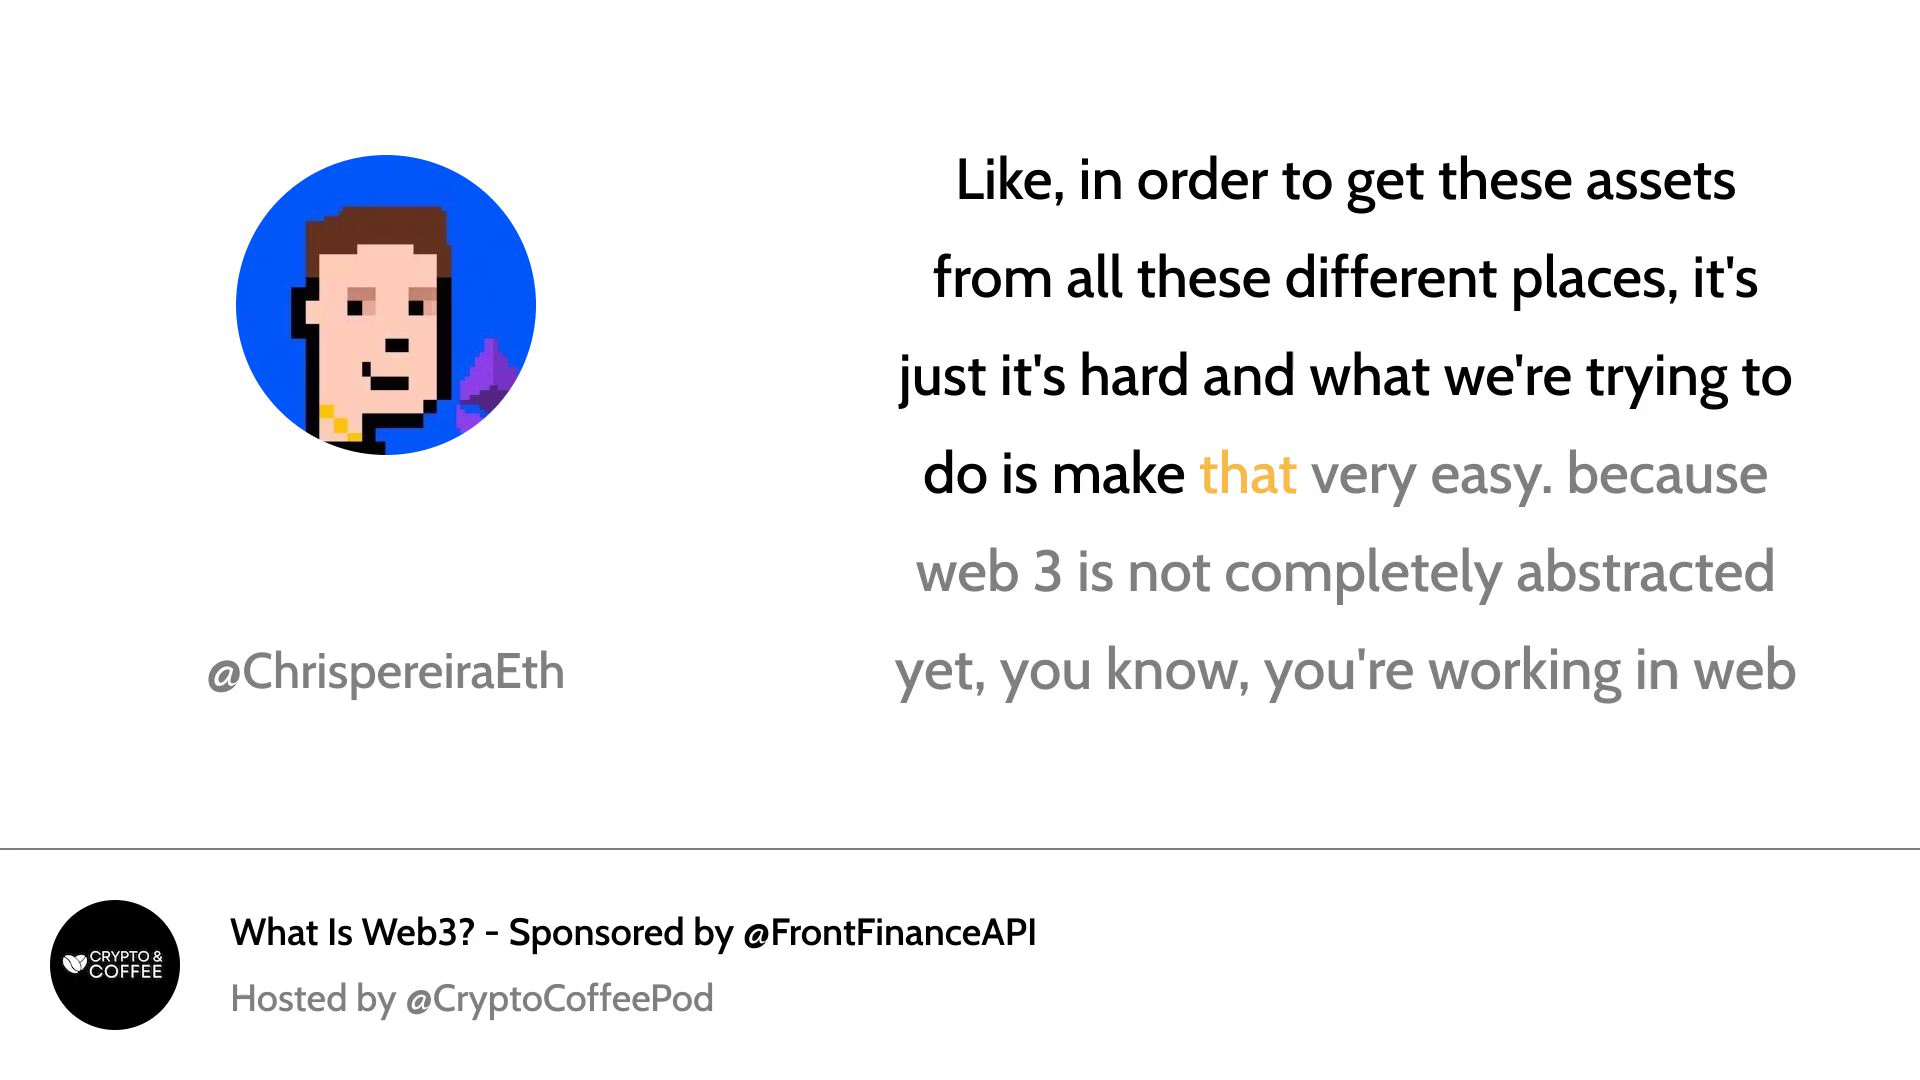 Like, in order to get these assets
from all these different places, it's
just it's hard and what we're trying to
do is make that very easy. because
web 3 is not completely abstracted
yet, you know, you're working in web
@ChrispereiraEth
CRYPTO &
COFFEE
What Is Web3? - Sponsored by @FrontFinanceAPI
Hosted by @CryptoCoffeePod